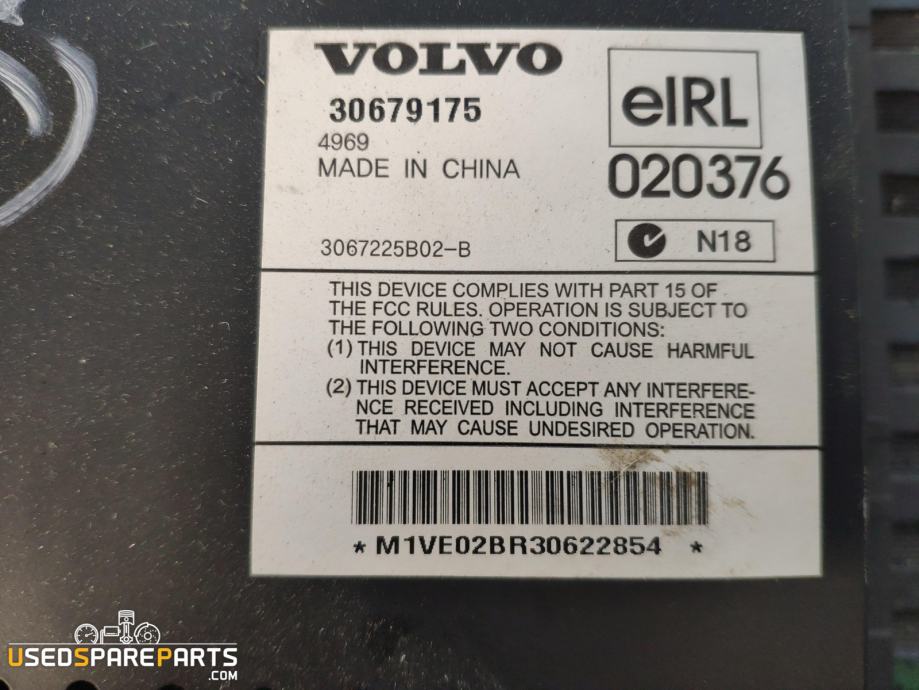 VOLVO
30679175
4969
MADE IN CHINA
3067225B02-B
eIRL
020376
N18
THIS DEVICE COMPLIES WITH PART 15 OF
THE FCC RULES. OPERATION IS SUBJECT TO
THE FOLLOWING TWO CONDITIONS:
(1) THIS DEVICE MAY NOT CAUSE HARMFUL
INTERFERENCE.
(2) THIS DEVICE MUST ACCEPT ANY INTERFERE-
NCE RECEIVED INCLUDING INTERFERENCE
THAT MAY CAUSE UNDESIRED OPERATION.
* M1VE02BR30622854 *
USEDSPAREPARTS
.COM